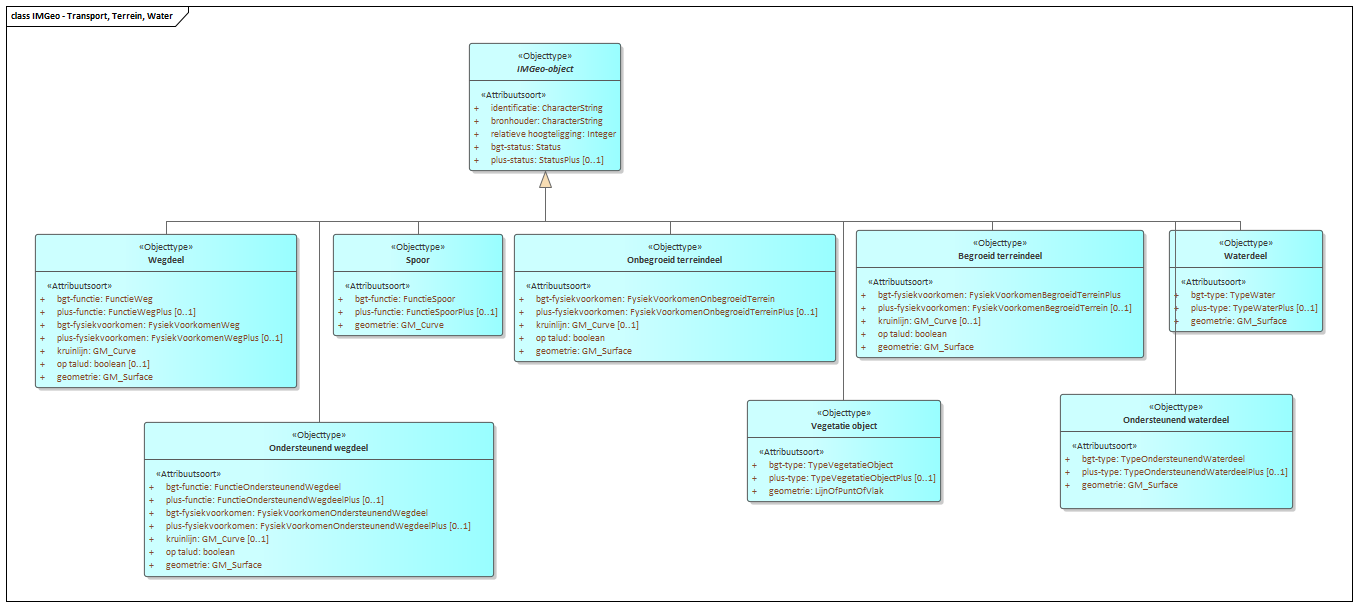 class IMGeo - Transport, Terrein, Water
«Objecttype»
IMGeo-object
«Attribuutsoort»
+ identificatie: CharacterString
+ bronhouder: CharacterString
+ relatieve hoogteligging: Integer
+ bgt-status: Status
+ plus-status: StatusPlus [0..1]
«Objecttype»
Wegdeel
«Attribuutsoort»
+ bgt-functie: FunctieWeg
+ plus-functie: FunctieWegPlus [0..1]
+ bgt-fysiekvoorkomen: FysiekVoorkomenWeg
+ plus-fysiekvoorkomen: FysiekVoorkomenWegPlus [0..1]
+ kruinlijn: GM_Curve
+ op talud: boolean [0..1]
+ geometrie: GM_Surface
«Objecttype»
Spoor
«Attribuutsoort»
+ bgt-functie: FunctieSpoor
+ plus-functie: FunctieSpoorPlus [0..1]
+ geometrie: GM_Curve
«Objecttype»
Onbegroeid terreindeel
«Attribuutsoort»
+ bgt-fysiekvoorkomen: FysiekVoorkomenOnbegroeidTerrein
+ plus-fysiekvoorkomen: FysiekVoorkomenOnbegroeidTerreinPlus [0..1]
+ kruinlijn: GM_Curve [0..1]
+ op talud: boolean
+ geometrie: GM_Surface
«Objecttype»
Begroeid terreindeel
«Attribuutsoort»
+ bgt-fysiekvoorkomen: FysiekVoorkomenBegroeidTerreinPlus
+ plus-fysiekvoorkomen: FysiekVoorkomenBegroeidTerrein [0..1]
+ kruinlijn: GM_Curve [0..1]
+ op talud: boolean
+ geometrie: GM_Surface
«Objecttype»
Waterdeel
«Attribuutsoort»
+ bgt-type: TypeWater
+ plus-type: TypeWaterPlus [0..1]
+ geometrie: GM_Surface
«Objecttype»
Ondersteunend wegdeel
«Attribuutsoort»
+ bgt-functie: FunctieOndersteunendWegdeel
+ plus-functie: FunctieOndersteunendWegdeelPlus [0..1]
+ bgt-fysiekvoorkomen: FysiekVoorkomenOndersteunendWegdeel
+ plus-fysiekvoorkomen: FysiekVoorkomenOndersteunendWegdeelPlus [0..1]
+ kruinlijn: GM_Curve [0..1]
+ op talud: boolean
+ geometrie: GM_Surface
«Objecttype»
Vegetatie object
«Attribuutsoort»
+ bgt-type: TypeVegetatieObject
+ plus-type: TypeVegetatieObjectPlus [0..1]
+ geometrie: LijnOfPuntOfVlak
«Objecttype»
Ondersteunend waterdeel
«Attribuutsoort»
+ bgt-type: TypeOndersteunendWaterdeel
+ plus-type: TypeOndersteunendWaterdeelPlus [0..1]
+ geometrie: GM_Surface